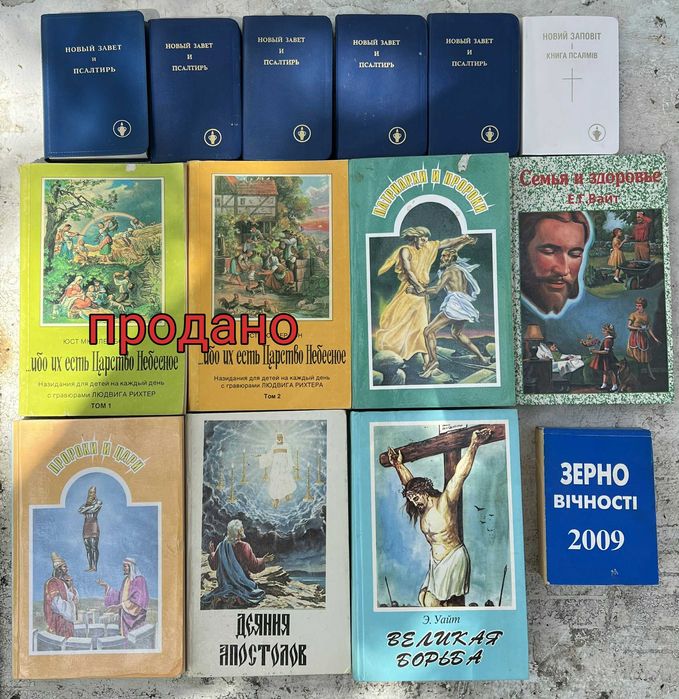 НОВЫЙ ЗАВЕТ
И
ПСАЛТИРЬ
НОВЫЙ ЗАВЕТ
И
ПСАЛТИРЬ
НОВЫЙ ЗАВЕТ
И
ПСАЛТИРЬ
НОВЫЙ ЗАВЕТ
И
ПСАЛТИРЬ
НОВЫЙ ЗАВЕТ
И
ПСАЛТИРЬ
НОВИЙ ЗАПОВІТ
і
КНИГА ПСАЛМІВ
продано
ЮСТ
...ибо их есть Царство Небесное
Назидания для детей на каждый день
с гравюрами ЛЮДВИГА РИХТЕР
ТОМ 1
...ибо их есть Царство Небесное
Назидания для детей на каждый день
с гравюрами ЛЮДВИГА РИХТЕРА
Том 2
ПАТРИАРХИ И ПРОРОКИ
Семья и здоровье
Е.Г. Вайт
ПРОРОКИ И ЦАРИ
ДЕЯНИЯ
АПОСТОЛОВ
Э. Уайт
ВЕЛИКАЯ
БОРЬБА
ЗЕРНО
ВІЧНОСТІ
2009